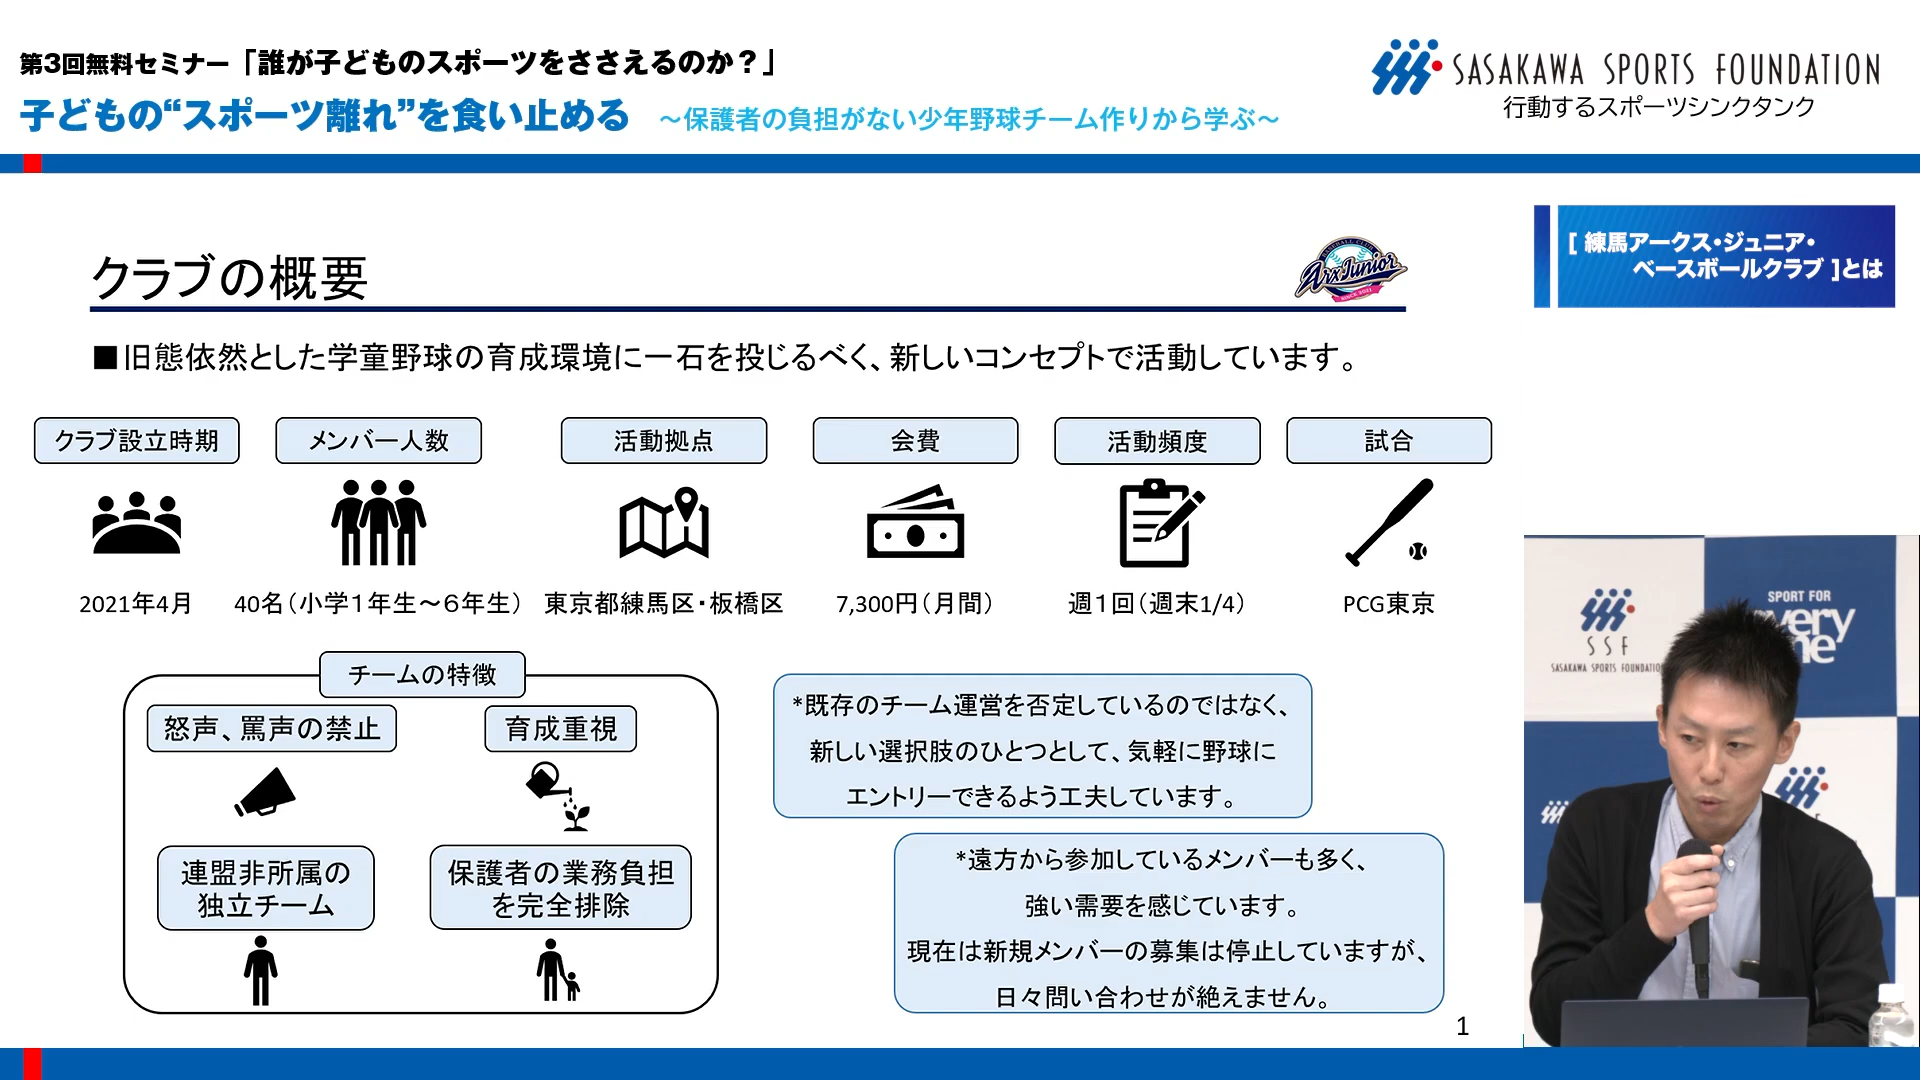 第3回無料セミナー「誰が子どものスポーツをささえるのか？」
子どもの“スポーツ離れ”を食い止める　～保護者の負担がない少年野球チーム作りから学ぶ～
SASAKAWA SPORTS FOUNDATION
行動するスポーツシンクタンク
[ 練馬アークス・ジュニア・
ベースボールクラブ ]とは
クラブの概要
Arx Junior
■旧態依然とした学童野球の育成環境に一石を投じるべく、新しいコンセプトで活動しています。
クラブ設立時期
メンバー人数
活動拠点
会費
活動頻度
試合
2021年4月
40名（小学１年生～６年生）
東京都練馬区・板橋区
7,300円（月間）
週１回（週末1/4）
PCG東京
チームの特徴
怒声、罵声の禁止
育成重視
連盟非所属の
独立チーム
保護者の業務負担
を完全排除
*既存のチーム運営を否定しているのではなく、
新しい選択肢のひとつとして、気軽に野球に
エントリーできるよう工夫しています。
*遠方から参加しているメンバーも多く、
強い需要を感じています。
現在は新規メンバーの募集は停止していますが、
日々問い合わせが絶えません。
1
SSF
SASAKAWA SPORTS FOUNDATIO
SPORT FOR